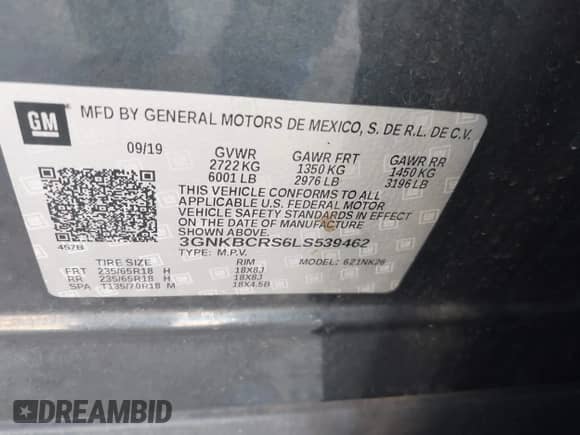 GM
MFD BY GENERAL MOTORS DE MEXICO, S. DE R.L. DE C.V.
09/19 GVWR GAWR FRT GAWR RR
2722 KG 1350 KG 1450 KG
6001 LB 2976 LB 3196 LB
THIS VEHICLE CONFORMS TO ALL
APPLICABLE U.S. FEDERAL MOTOR
VEHICLE SAFETY STANDARDS IN EFFECT
ON THE DATE OF MANUFACTURE
SHOWN ABOVE.
3GNKBCRS6LS539462
457B TYPE: M.P.V. MODEL: 621NK26
TIRE SIZE RIM
FRT 235/65R18 H 18X8J
RR 235/65R18 H 18X8J
SPA T135/70R18 M 18X4.5B
DREAMBID